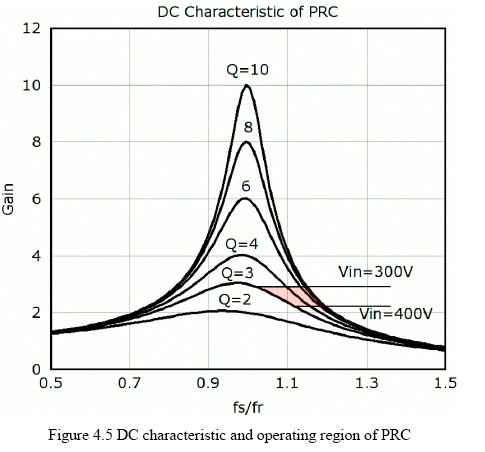 DC Characteristic of PRC
12
10
8
6
4
2
0
Gain
Q=10
8
6
Q=4
Q=3
Q=2
Vin=300V
Vin=400V
0.5 0.7 0.9 1.1 1.3 1.5
fs/fr
Figure 4.5 DC characteristic and operating region of PRC